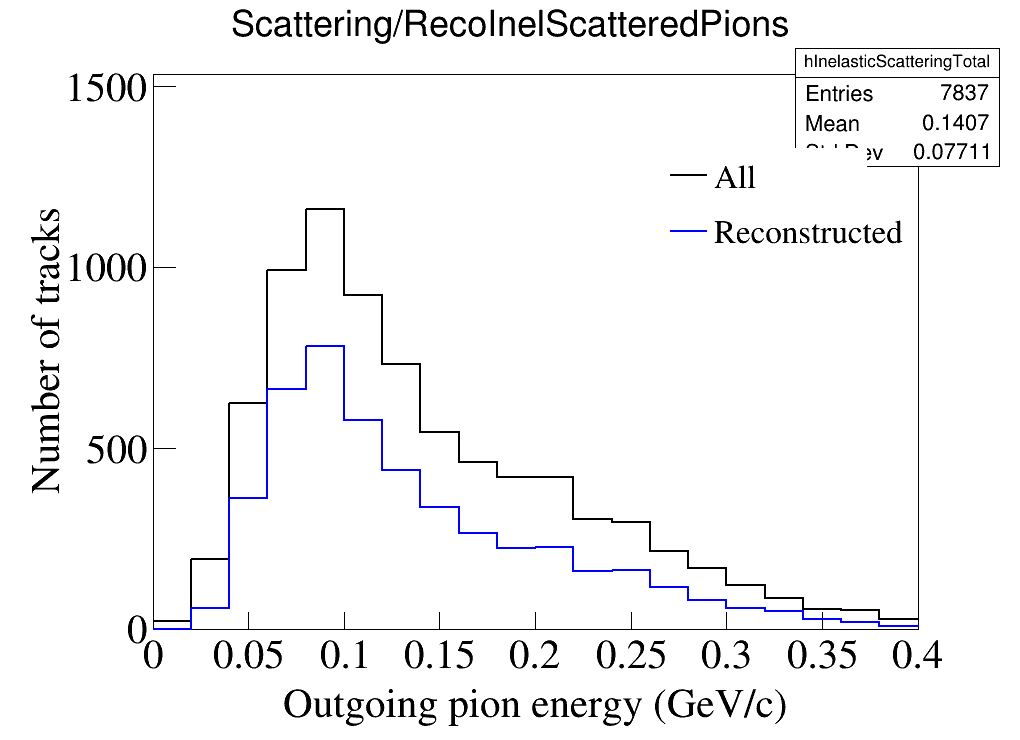 Scattering/RecoInelScatteredPions
hInelasticScatteringTotal
Entries 7837
Mean 0.1407
0.07711
All
Reconstructed
Number of tracks
1500
1000
500
0
0 0.05 0.1 0.15 0.2 0.25 0.3 0.35 0.4
Outgoing pion energy (GeV/c)